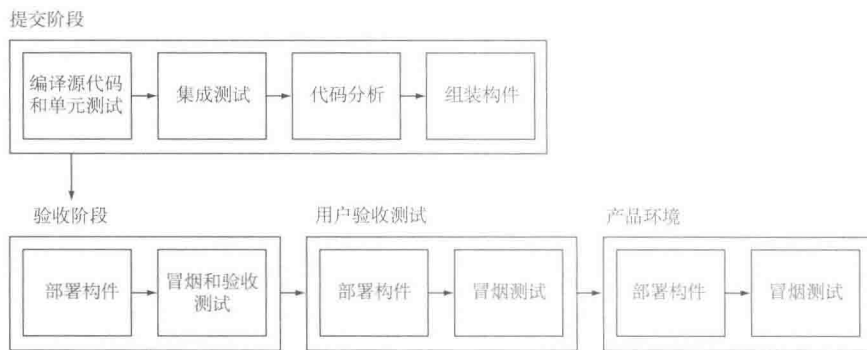 提交阶段
编译源代码
和单元测试
集成测试
代码分析
组装构件
验收阶段
用户验收测试
产品环境
部署构件
冒烟和验收
测试
部署构件
冒烟测试
部署构件
冒烟测试